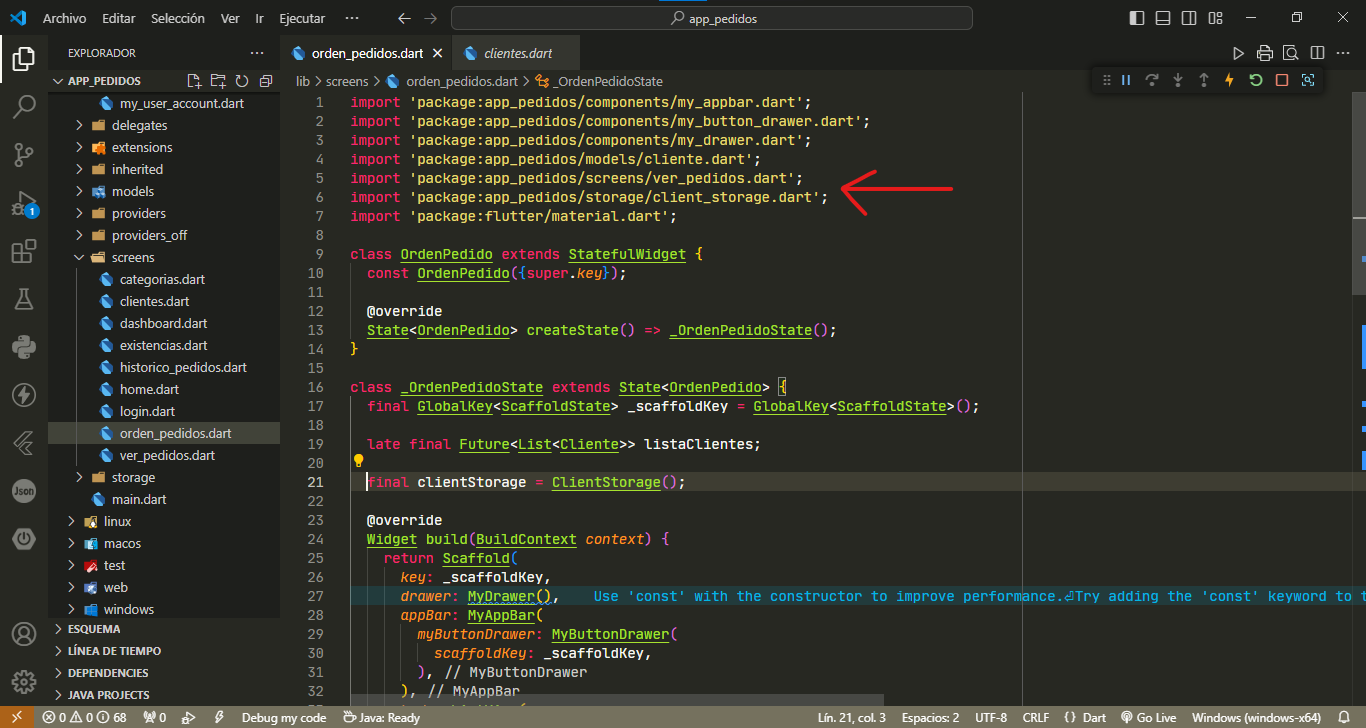 Archivo Editar Selección Ver Ir Ejecutar ··· app_pedidos
EXPLORADOR ···
APP_PEDIDOS
my_user_account.dart
delegates
extensions
inherited
models
providers
providers_off
screens
categorias.dart
clientes.dart
dashboard.dart
existencias.dart
historico_pedidos.dart
home.dart
login.dart
orden_pedidos.dart
ver_pedidos.dart
storage
main.dart
linux
macos
test
web
windows
ESQUEMA
LÍNEA DE TIEMPO
DEPENDENCIES
JAVA PROJECTS
1
Json
orden_pedidos.dart clientes.dart
lib > screens > orden_pedidos.dart > _OrdenPedidoState
1 import 'package:app_pedidos/components/my_appbar.dart';
2 import 'package:app_pedidos/components/my_button_drawer.dart';
3 import 'package:app_pedidos/components/my_drawer.dart';
4 import 'package:app_pedidos/models/cliente.dart';
5 import 'package:app_pedidos/screens/ver_pedidos.dart';
6 import 'package:app_pedidos/storage/client_storage.dart';
7 import 'package:flutter/material.dart';
8
9 class OrdenPedido extends StatefulWidget {
10 const OrdenPedido({super.key});
11
12 @override
13 State<OrdenPedido> createState() => _OrdenPedidoState();
14 }
15
16 class _OrdenPedidoState extends State<OrdenPedido> {
17 final GlobalKey<ScaffoldState> _scaffoldKey = GlobalKey<ScaffoldState>();
18
19 late final Future<List<Cliente>> listaClientes;
20
21 final clientStorage = ClientStorage();
22
23 @override
24 Widget build(BuildContext context) {
25 return Scaffold(
26 key: _scaffoldKey,
27 drawer: MyDrawer(), Use 'const' with the constructor to improve performance.⏎Try adding the 'const' keyword to t
28 appBar: MyAppBar(
29 myButtonDrawer: MyButtonDrawer(
30 scaffoldKey: _scaffoldKey,
31 ), // MyButtonDrawer
32 ), // MyAppBar
0 0 68 0 Debug my code Java: Ready Lín. 21, col. 3 Espacios: 2 UTF-8 CRLF {} Dart Go Live Windows (windows-x64)